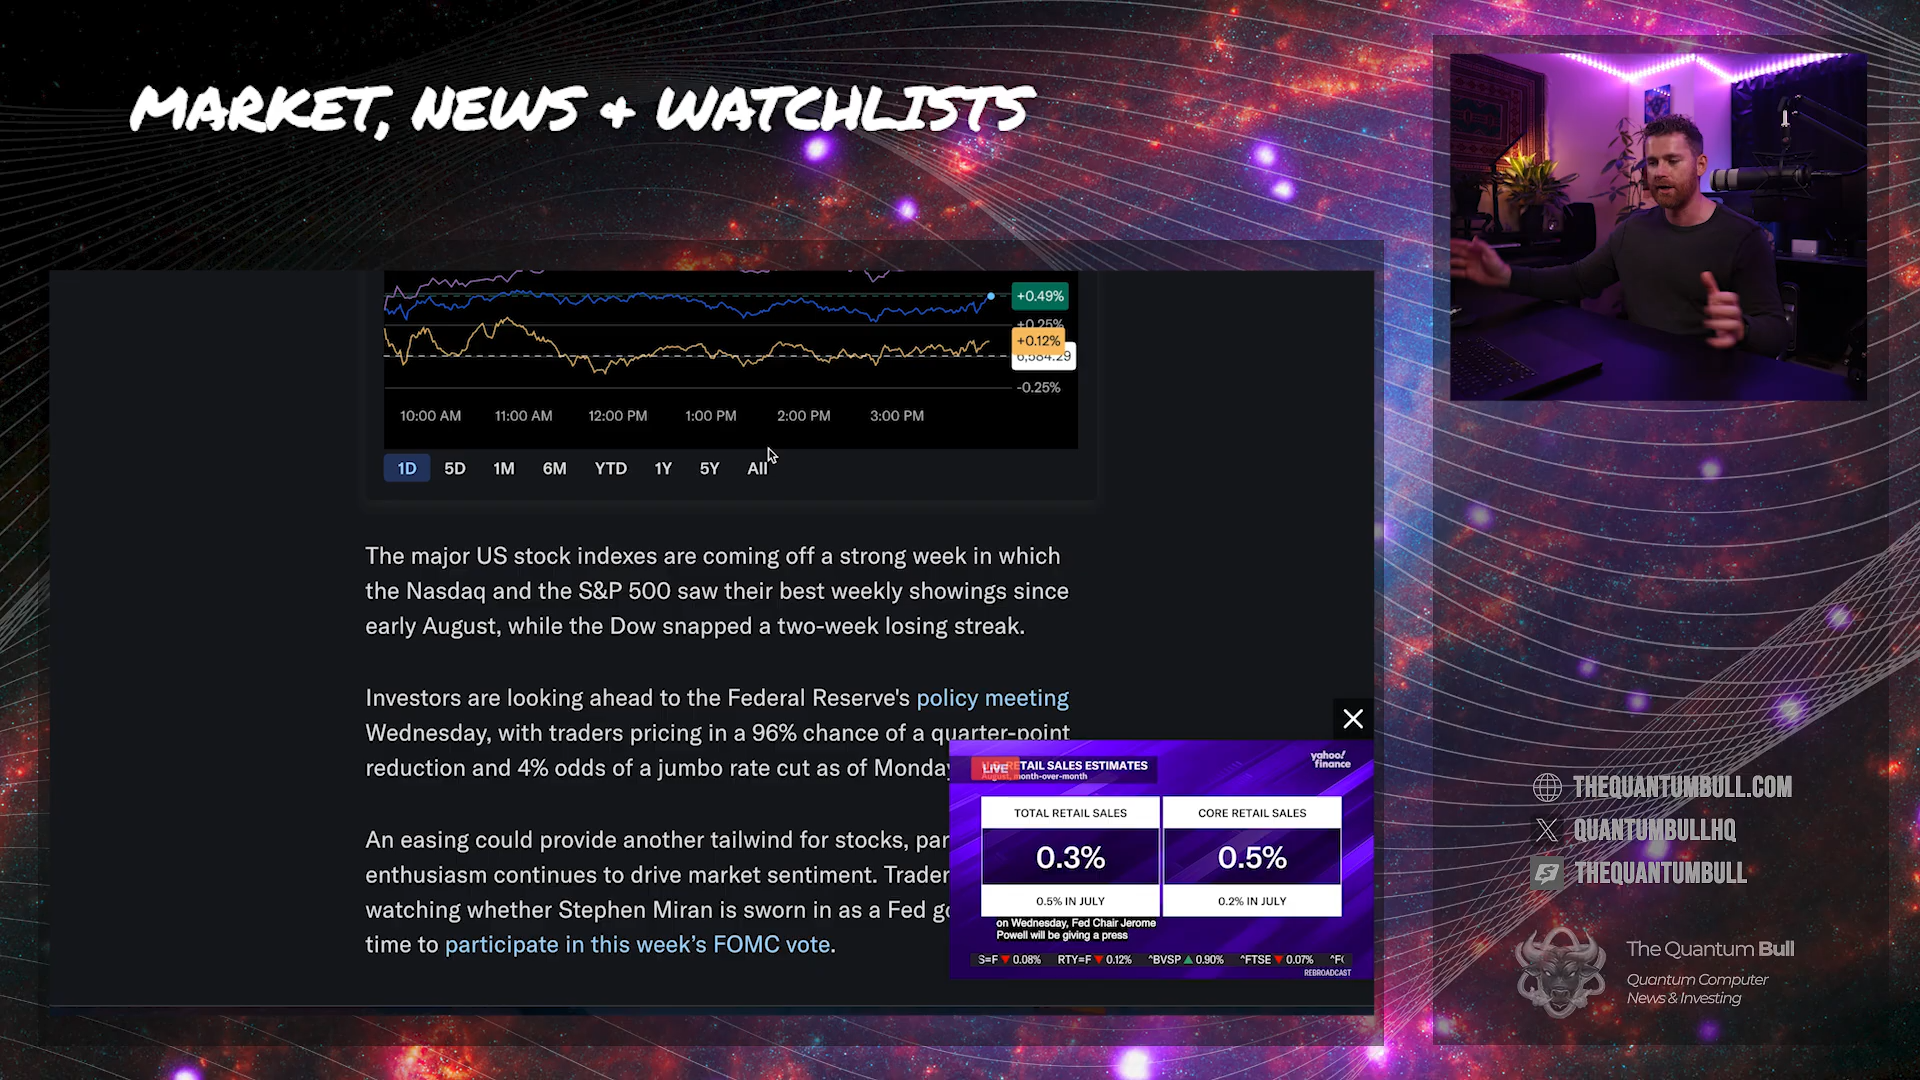 MARKET, NEWS & WATCHLISTS
+0.49%
+0.25%
+0.12%
6,584.29
-0.25%
10:00 AM 11:00 AM 12:00 PM 1:00 PM 2:00 PM 3:00 PM
1D 5D 1M 6M YTD 1Y 5Y All
The major US stock indexes are coming off a strong week in which
the Nasdaq and the S&P 500 saw their best weekly showings since
early August, while the Dow snapped a two-week losing streak.
Investors are looking ahead to the Federal Reserve's policy meeting
Wednesday, with traders pricing in a 96% chance of a quarter-point
reduction and 4% odds of a jumbo rate cut as of Monday
An easing could provide another tailwind for stocks, par
enthusiasm continues to drive market sentiment. Trader
watching whether Stephen Miran is sworn in as a Fed go
time to participate in this week's FOMC vote.
LIVE RETAIL SALES ESTIMATES
August, month-over-month
yahoo!
finance
TOTAL RETAIL SALES CORE RETAIL SALES
0.3% 0.5%
0.5% IN JULY 0.2% IN JULY
on Wednesday, Fed Chair Jerome
Powell will be giving a press
S=F 0.08% RTY=F 0.12% ^BVSP 0.90% ^FTSE 0.07% ^F
REBROADCAST
THEQUANTUMBULL.COM
QUANTUMBULLHQ
THEQUANTUMBULL
The Quantum Bull
Quantum Computer
News & Investing